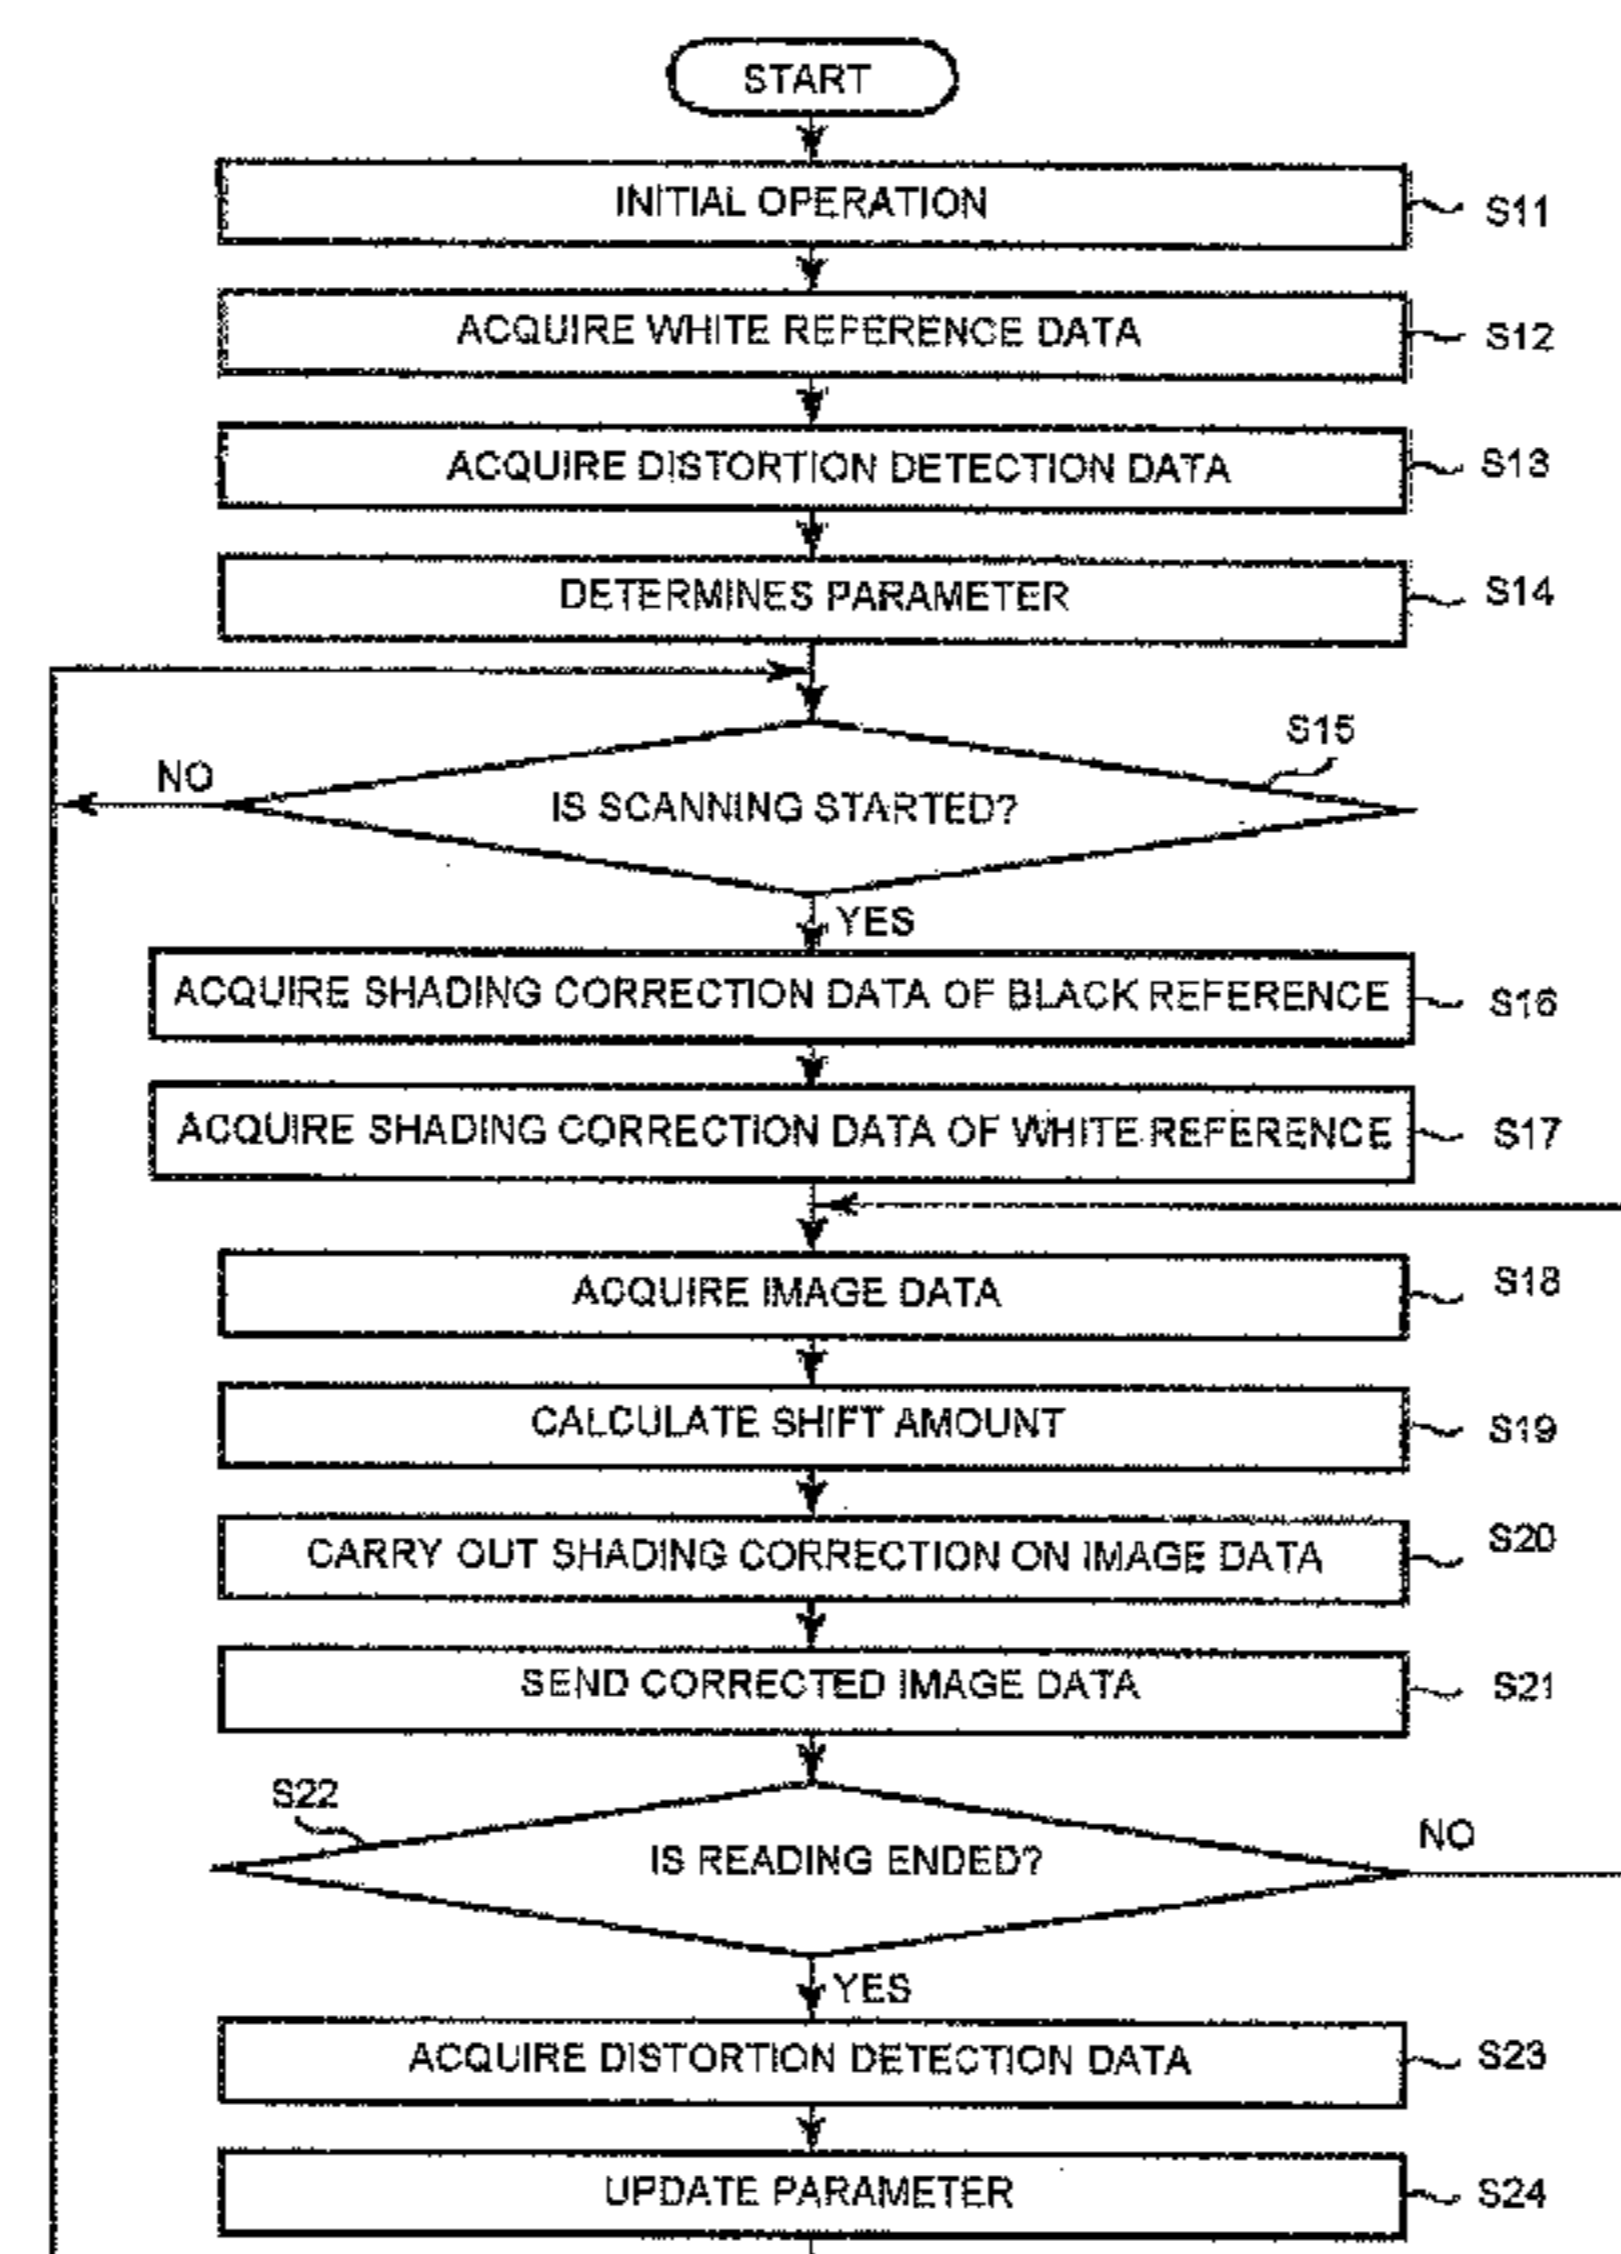 START
INITIAL OPERATION
S11
ACQUIRE WHITE REFERENCE DATA
S12
ACQUIRE DISTORTION DETECTION DATA
S13
DETERMINES PARAMETER
S14
S15
NO
IS SCANNING STARTED?
YES
ACQUIRE SHADING CORRECTION DATA OF BLACK REFERENCE
S16
ACQUIRE SHADING CORRECTION DATA OF WHITE REFERENCE
S17
ACQUIRE IMAGE DATA
S18
CALCULATE SHIFT AMOUNT
S19
CARRY OUT SHADING CORRECTION ON IMAGE DATA
S20
SEND CORRECTED IMAGE DATA
S21
S22
IS READING ENDED?
NO
YES
ACQUIRE DISTORTION DETECTION DATA
S23
UPDATE PARAMETER
S24